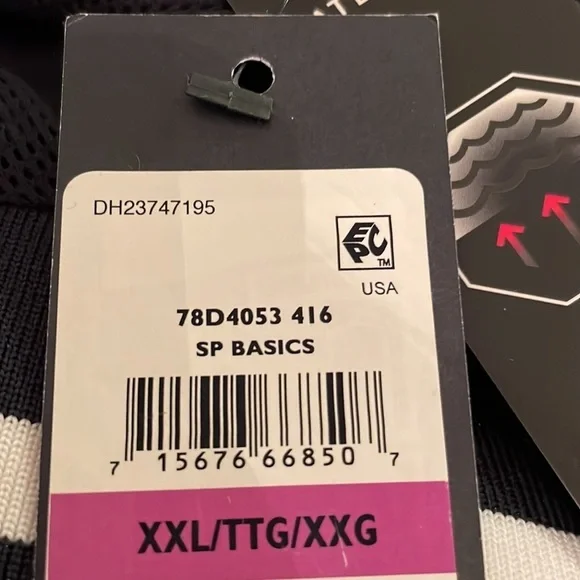 DH23747195
EPC
TM
USA
78D4053 416
SP BASICS
7 15676 66850 7
XXL/TTG/XXG